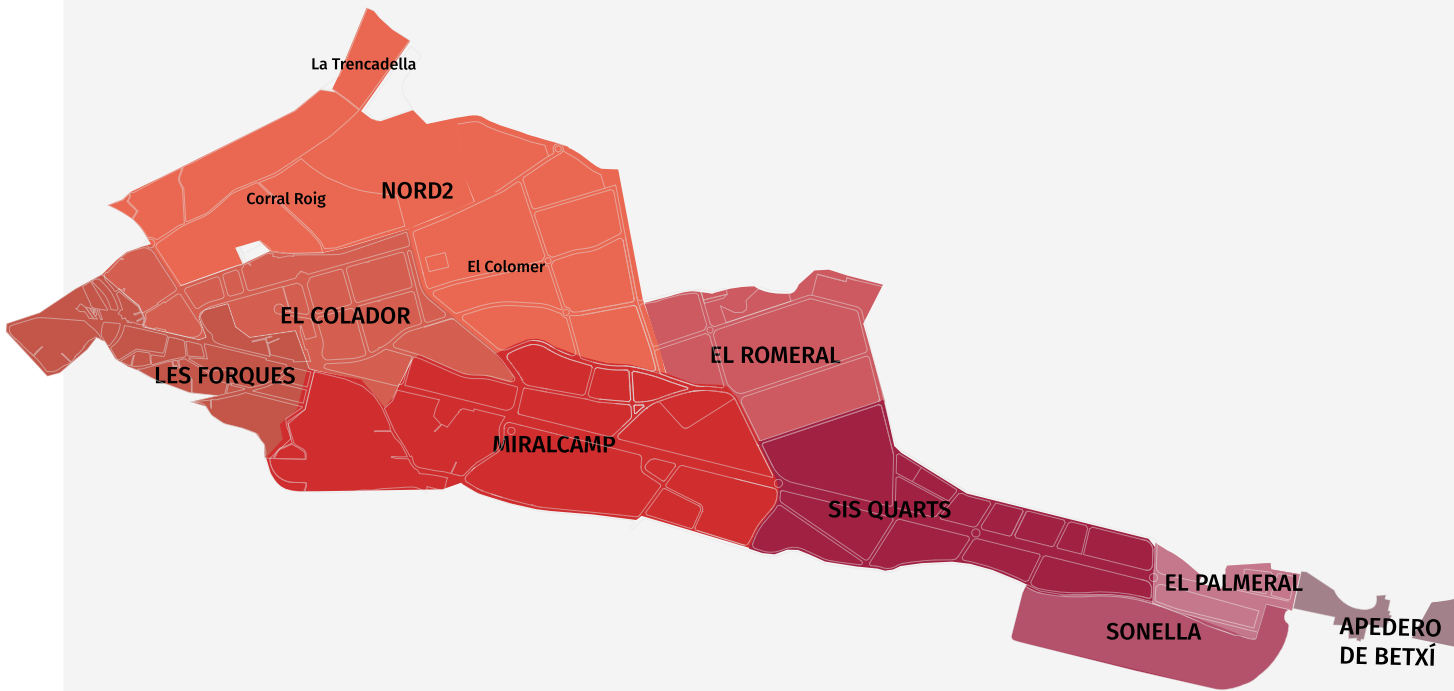 La Trencadella
NORD2
Corral Roig
El Colomer
EL COLADOR
EL ROMERAL
LES FORQUES
MIRALCAMP
SIS QUARTS
EL PALMERAL
SONELLA
APEDERO
DE BETXÍ